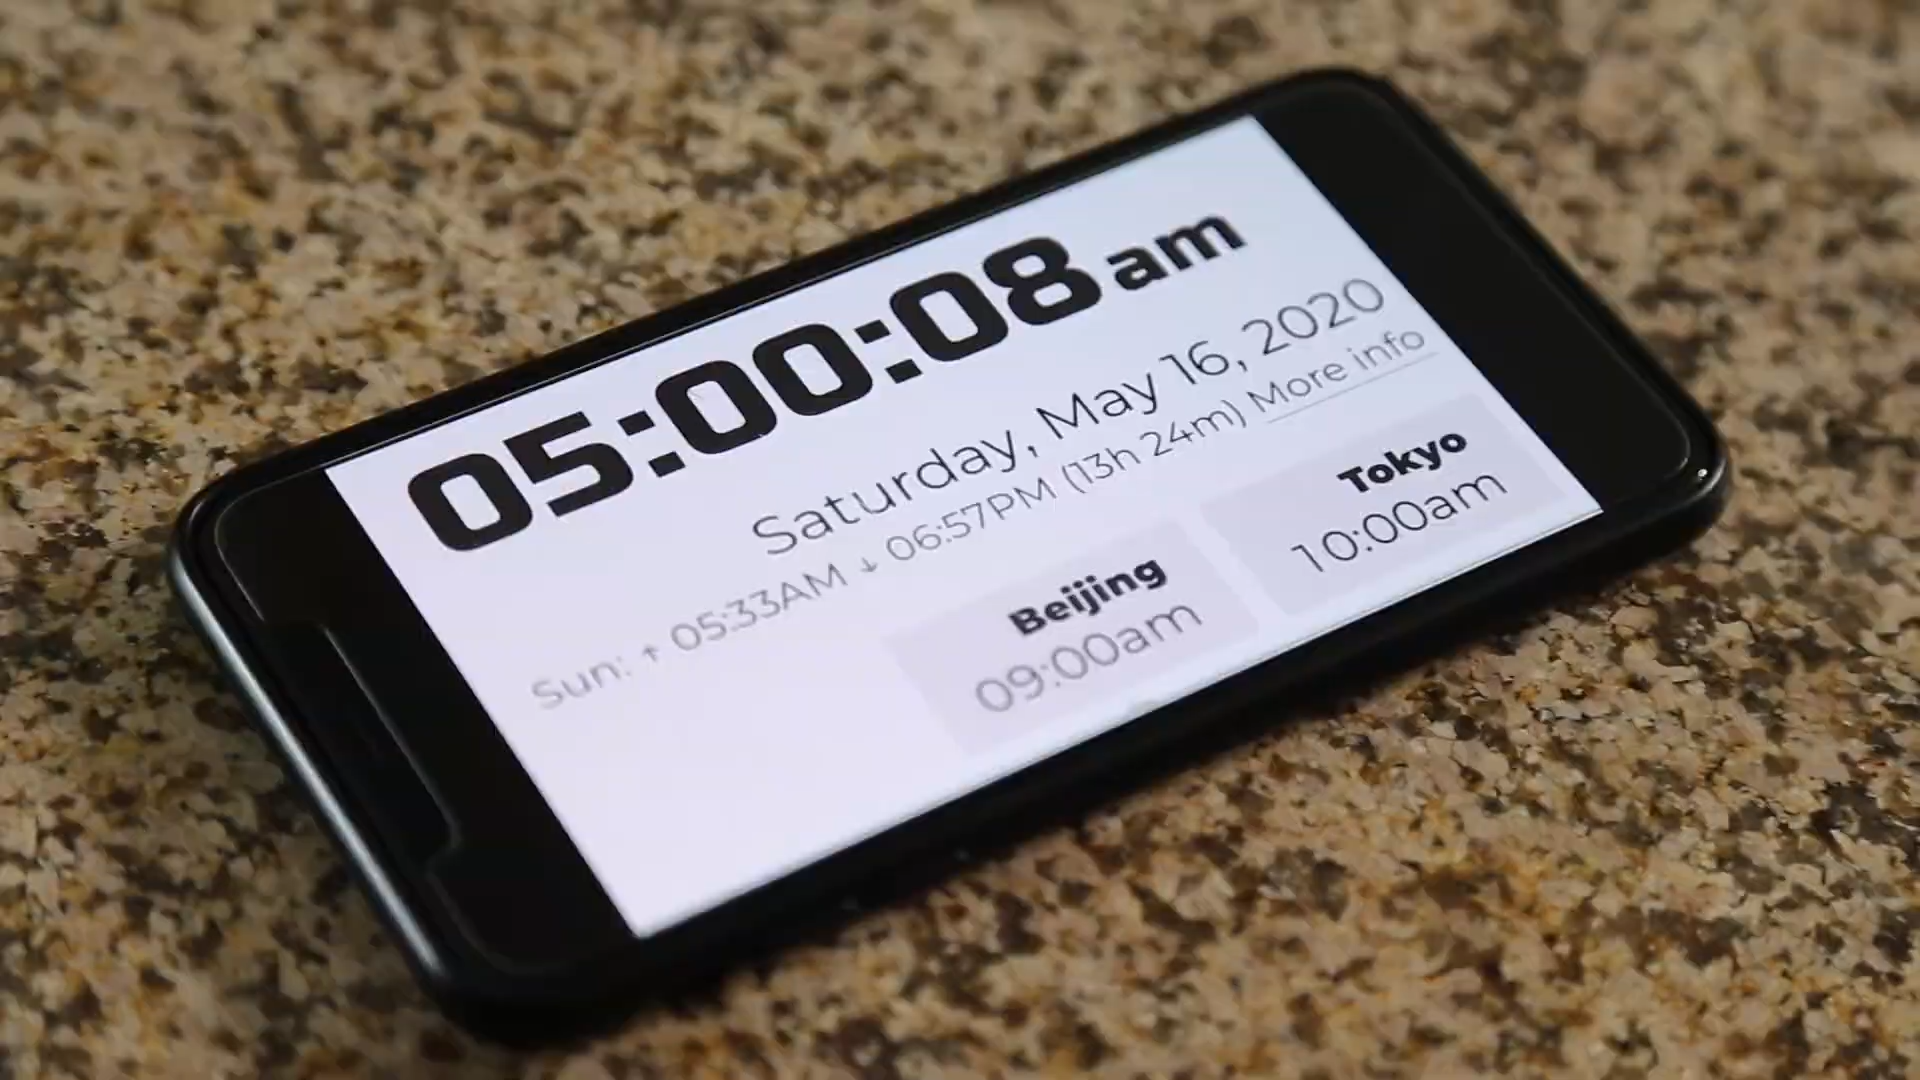 05:00:08 am
Saturday, May 16, 2020
Sun: ↑ 05:33AM ↓ 06:57PM (13h 24m) More info
Beijing
09:00am
Tokyo
10:00am